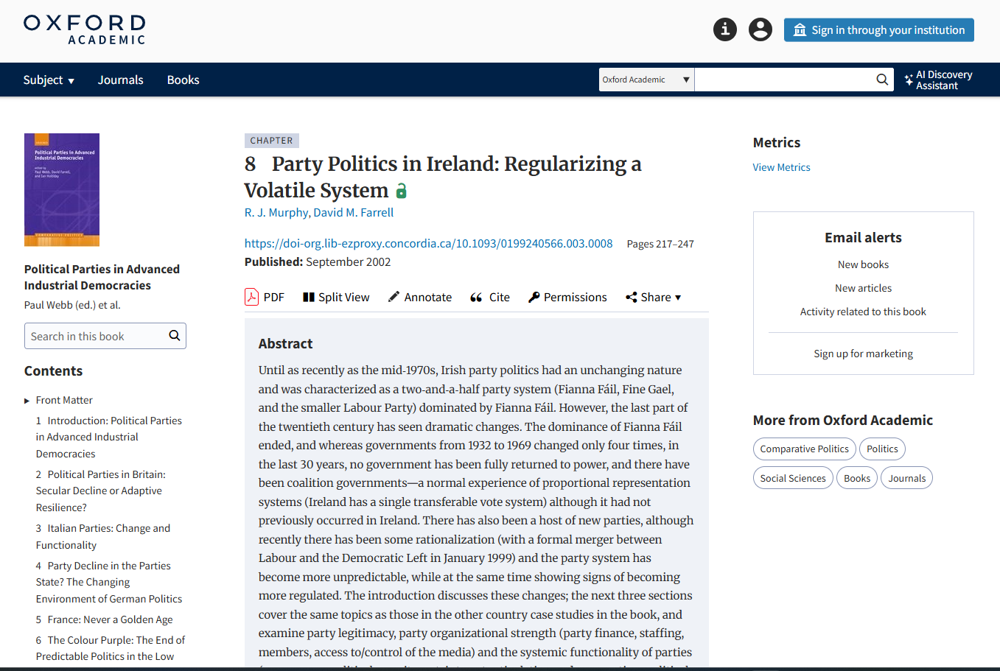 OXFORD
ACADEMIC
Sign in through your institution
Subject
Journals
Books
Oxford Academic
AI Discovery
Assistant
Political Parties in Advanced
Industrial Democracies
edited by
Paul Webb, David Farrell,
and Ian Holliday
COMPARATIVE POLITICS
Political Parties in Advanced
Industrial Democracies
Paul Webb (ed.) et al.
Search in this book
Contents
Front Matter
1 Introduction: Political Parties
in Advanced Industrial
Democracies
2 Political Parties in Britain:
Secular Decline or Adaptive
Resilience?
3 Italian Parties: Change and
Functionality
4 Party Decline in the Parties
State? The Changing
Environment of German Politics
5 France: Never a Golden Age
6 The Colour Purple: The End of
Predictable Politics in the Low
CHAPTER
8 Party Politics in Ireland: Regularizing a
Volatile System
R. J. Murphy, David M. Farrell
https://doi-org.lib-ezproxy.concordia.ca/10.1093/0199240566.003.0008 Pages 217–247
Published: September 2002
PDF
Split View
Annotate
Cite
Permissions
Share
Abstract
Until as recently as the mid‐1970s, Irish party politics had an unchanging nature
and was characterized as a two‐and‐a‐half party system (Fianna Fáil, Fine Gael,
and the smaller Labour Party) dominated by Fianna Fáil. However, the last part of
the twentieth century has seen dramatic changes. The dominance of Fianna Fáil
ended, and whereas governments from 1932 to 1969 changed only four times, in
the last 30 years, no government has been fully returned to power, and there have
been coalition governments—a normal experience of proportional representation
systems (Ireland has a single transferable vote system) although it had not
previously occurred in Ireland. There has also been a host of new parties, although
recently there has been some rationalization (with a formal merger between
Labour and the Democratic Left in January 1999) and the party system has
become more unpredictable, while at the same time showing signs of becoming
more regulated. The introduction discusses these changes; the next three sections
cover the same topics as those in the other country case studies in the book, and
examine party legitimacy, party organizational strength (party finance, staffing,
members, access to/control of the media) and the systemic functionality of parties
Metrics
View Metrics
Email alerts
New books
New articles
Activity related to this book
Sign up for marketing
More from Oxford Academic
Comparative Politics
Politics
Social Sciences
Books
Journals